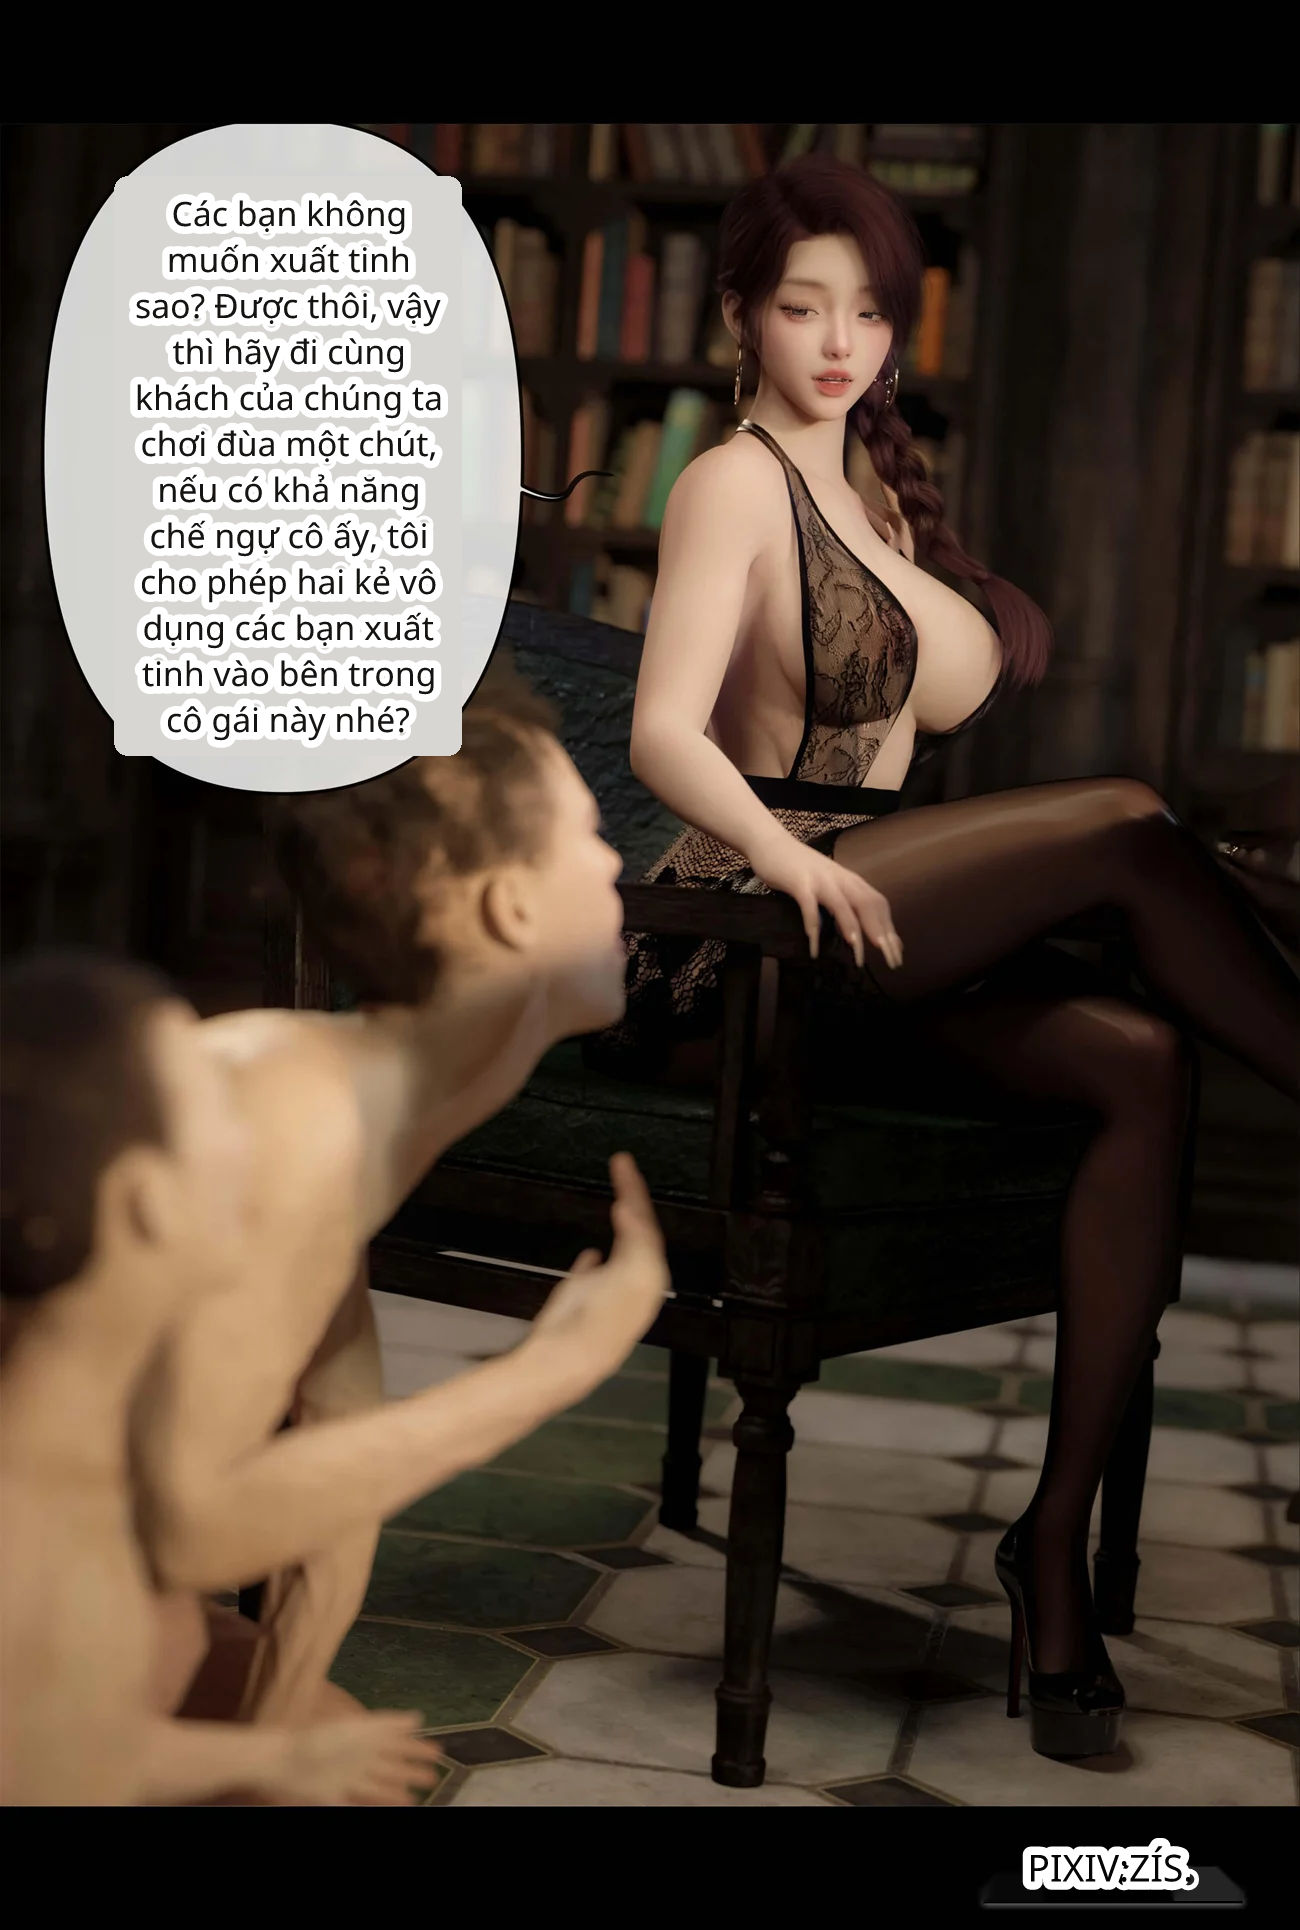 Các bạn không
muốn xuất tinh
sao? Được thôi, vậy
thì hãy đi cùng
khách của chúng ta
chơi đùa một chút,
nếu có khả năng
chế ngự cô ấy, tôi
cho phép hai kẻ vô
dụng các bạn xuất
tinh vào bên trong
cô gái này nhé?
PIXIV:ZÍS,